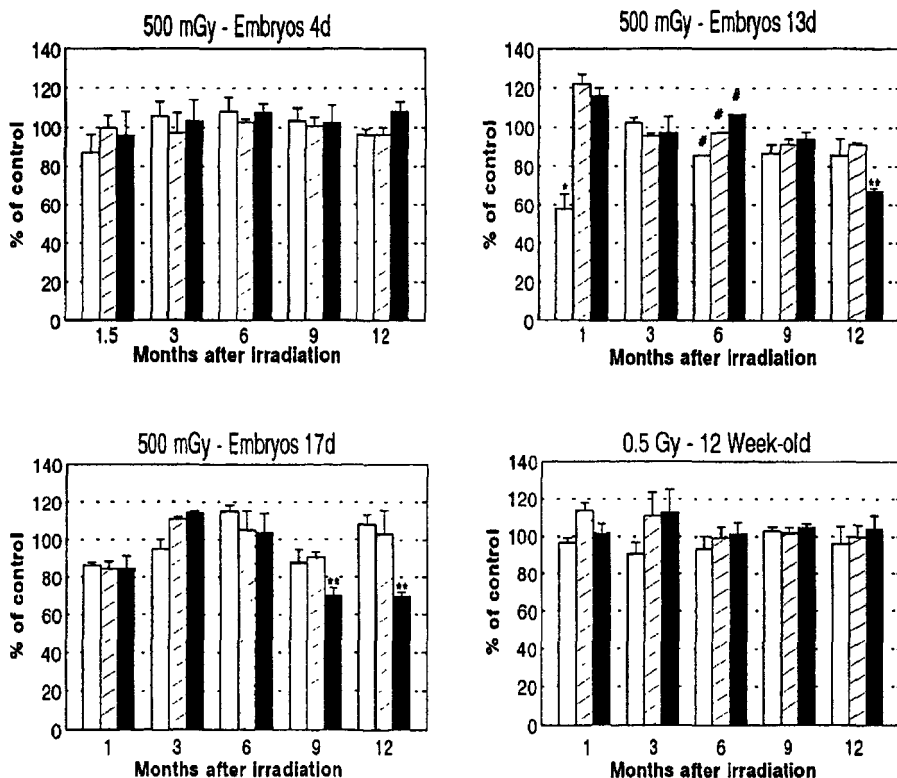 500 mGy - Embryos 4d
% of control
140
120
100
80
60
40
20
0
1.5 3 6 9 12
Months after irradiation
500 mGy - Embryos 13d
% of control
140
120
100
80
60
40
20
0
*
#
#
#
**
1 3 6 9 12
Months after irradiation
500 mGy - Embryos 17d
% of control
140
120
100
80
60
40
20
0
**
**
1 3 6 9 12
Months after irradiation
0.5 Gy - 12 Week-old
% of control
140
120
100
80
60
40
20
0
1 3 6 9 12
Months after irradiation